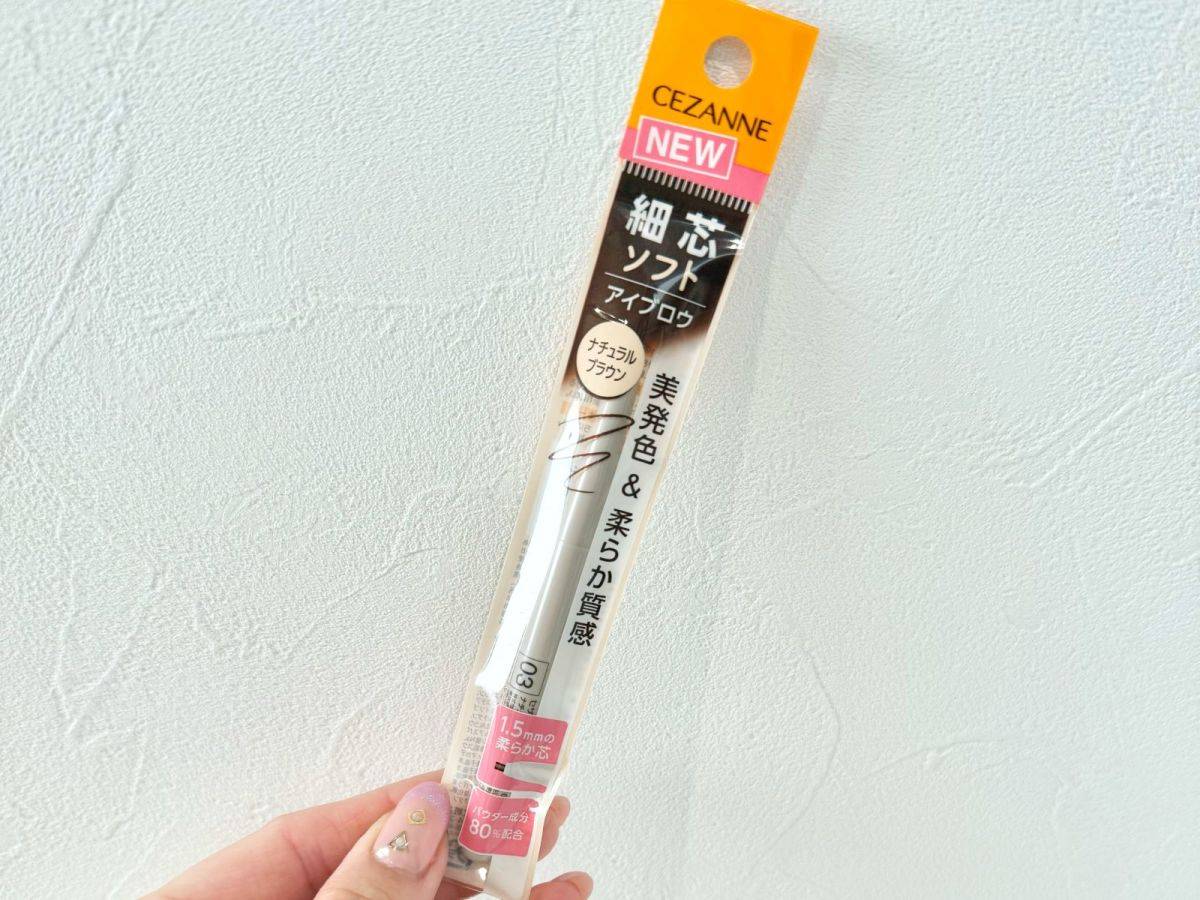 CEZANNE
NEW
細芯
ソフト
アイブロウ
ナチュラル
ブラウン
美発色&柔らか質感
03
1.5mmの
柔らか芯
パウダー成分
80%配合